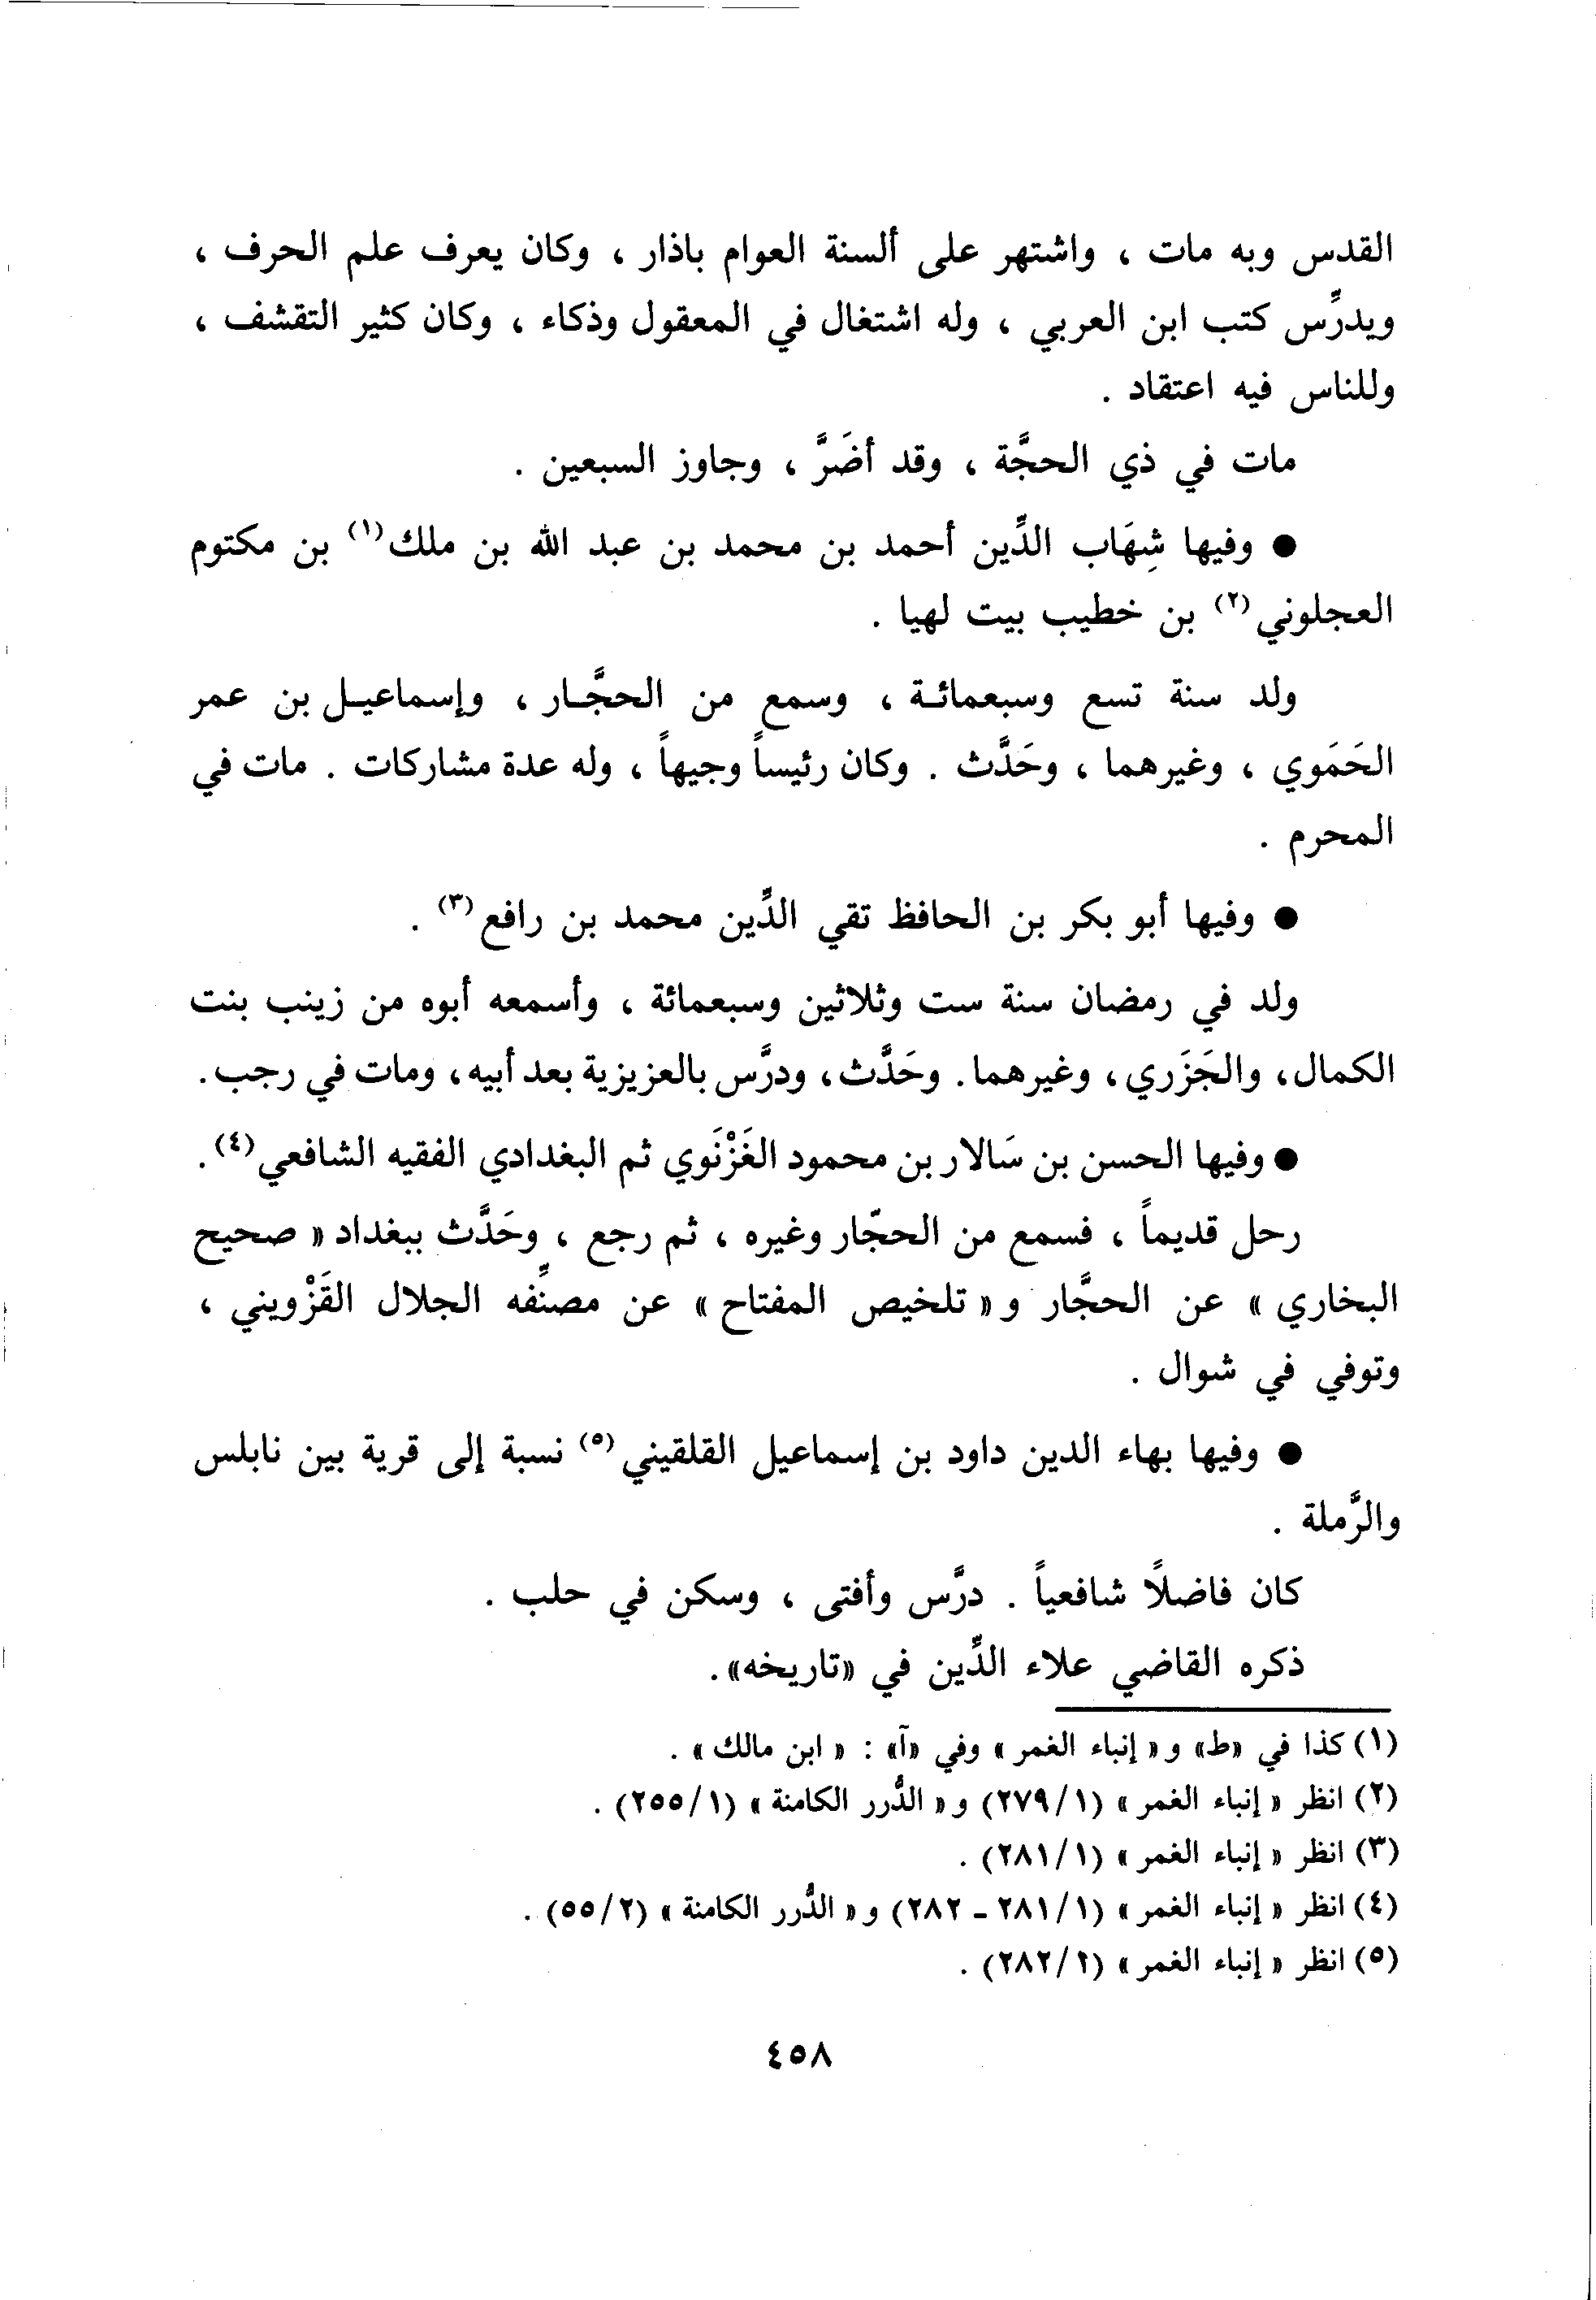 القدس وبه مات ، واشتهر على ألسنة العوام باذار ، وكان يعرف علم الحرف ،
ويدرِّس كتب ابن العربي ، وله اشتغال في المعقول وذكاء ، وكان كثير التقشف ،
وللناس فيه اعتقاد .
مات في ذي الحجَّة ، وقد أضَرَّ ، وجاوز السبعين .
● وفيها شِهَاب الدِّين أحمد بن محمد بن عبد الله بن ملك(١) بن مكتوم
العجلوني(٢) بن خطيب بيت لهيا .
ولد سنة تسع وسبعمائـة ، وسمع من الحجَّـار ، وإسماعيـل بن عمر
الحَمَوي ، وغيرهما ، وحَدَّث . وكان رئيساً وجيهاً ، وله عدة مشاركات . مات في
المحرم .
● وفيها أبو بكر بن الحافظ تقي الدِّين محمد بن رافع(٣) .
ولد في رمضان سنة ست وثلاثين وسبعمائة ، وأسمعه أبوه من زينب بنت
الكمال، والجَزَري، وغيرهما. وحَدَّث، ودرَّس بالعزيزية بعد أبيه، ومات في رجب.
● وفيها الحسن بن سَالار بن محمود الغَزْنَوي ثم البغدادي الفقيه الشافعي(٤).
رحل قديماً ، فسمع من الحجّار وغيره ، ثم رجع ، وحَدَّث ببغداد « صحيح
البخاري » عن الحجَّار و « تلخيص المفتاح » عن مصنِّفه الجلال القَزْويني ،
وتوفي في شوال .
● وفيها بهاء الدين داود بن إسماعيل القلقيني(٥) نسبة إلى قرية بين نابلس
والرَّملة .
كان فاضلًا شافعياً . درَّس وأفتى ، وسكن في حلب .
ذكره القاضي علاء الدِّين في «تاريخه».
(١) كذا في «ط» و « إنباء الغمر » وفي «آ» : « ابن مالك » .
(٢) انظر « إنباء الغمر » (١/٢٧٩) و « الدُّرر الكامنة » (١/٢٥٥) .
(٣) انظر « إنباء الغمر » (١/٢٨١) .
(٤) انظر « إنباء الغمر » (١/٢٨١ - ٢٨٢) و « الدُّرر الكامنة » (٢/٥٥) .
(٥) انظر « إنباء الغمر » (٢/٢٨٢) .
٤٥٨